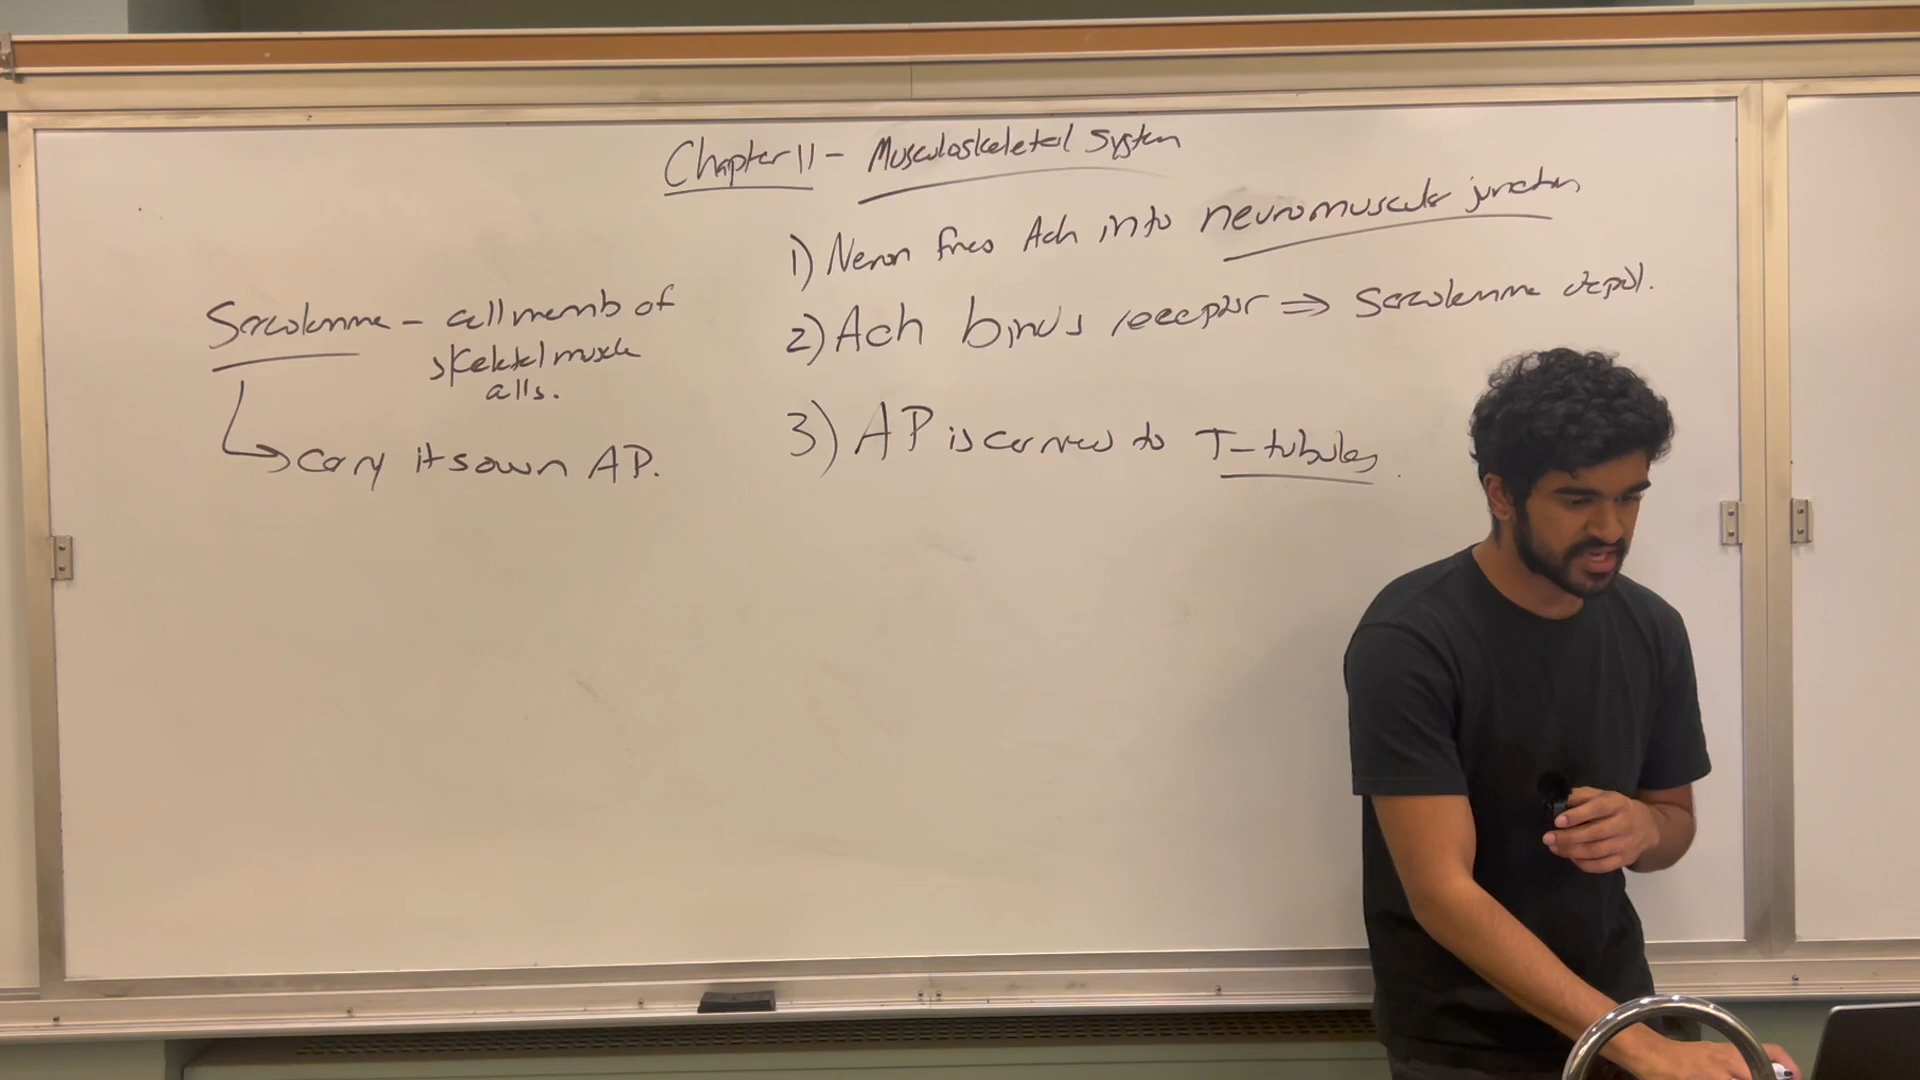 Chapter 11 - Musculoskeletal System
1) Neron fires Ach into neuromuscular junction
2) Ach binds receptor ⇒ Sarcolemma depol.
3) AP is carried to T-tubules.
Sarcolemma - cell memb of
skeletal muscle
cells.
↳ carry its own AP.